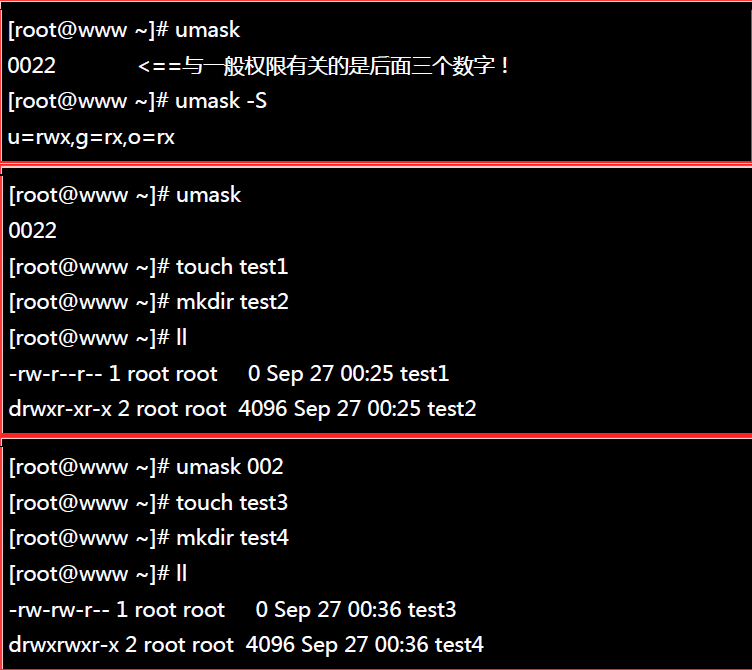 [root@www ~]# umask
0022 <==与一般权限有关的是后面三个数字！
[root@www ~]# umask -S
u=rwx,g=rx,o=rx
[root@www ~]# umask
0022
[root@www ~]# touch test1
[root@www ~]# mkdir test2
[root@www ~]# ll
-rw-r--r-- 1 root root 0 Sep 27 00:25 test1
drwxr-xr-x 2 root root 4096 Sep 27 00:25 test2
[root@www ~]# umask 002
[root@www ~]# touch test3
[root@www ~]# mkdir test4
[root@www ~]# ll
-rw-rw-r-- 1 root root 0 Sep 27 00:36 test3
drwxrwxr-x 2 root root 4096 Sep 27 00:36 test4